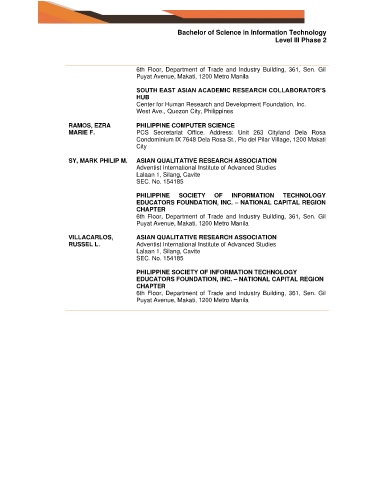 Bachelor of Science in Information Technology
Level III Phase 2
6th Floor, Department of Trade and Industry Building, 361, Sen. Gil
Puyat Avenue, Makati, 1200 Metro Manila
SOUTH EAST ASIAN ACADEMIC RESEARCH COLLABORATOR'S
HUB
Center for Human Research and Development Foundation, Inc.
West Ave., Quezon City, Philippines
RAMOS, EZRA PHILIPPINE COMPUTER SCIENCE
MARIE F. PCS Secretariat Office. Address: Unit 263 Cityland Dela Rosa
Condominium IX 7648 Dela Rosa St., Pio del Pilar Village, 1200 Makati
City
SY, MARK PHILIP M. ASIAN QUALITATIVE RESEARCH ASSOCIATION
Adventist International Institute of Advanced Studies
Lalaan 1, Silang, Cavite
SEC. No. 154185
PHILIPPINE SOCIETY OF INFORMATION TECHNOLOGY
EDUCATORS FOUNDATION, INC. – NATIONAL CAPITAL REGION
CHAPTER
6th Floor, Department of Trade and Industry Building, 361, Sen. Gil
Puyat Avenue, Makati, 1200 Metro Manila
VILLACARLOS, ASIAN QUALITATIVE RESEARCH ASSOCIATION
RUSSEL L. Adventist International Institute of Advanced Studies
Lalaan 1, Silang, Cavite
SEC. No. 154185
PHILIPPINE SOCIETY OF INFORMATION TECHNOLOGY
EDUCATORS FOUNDATION, INC. – NATIONAL CAPITAL REGION
CHAPTER
6th Floor, Department of Trade and Industry Building, 361, Sen. Gil
Puyat Avenue, Makati, 1200 Metro Manila